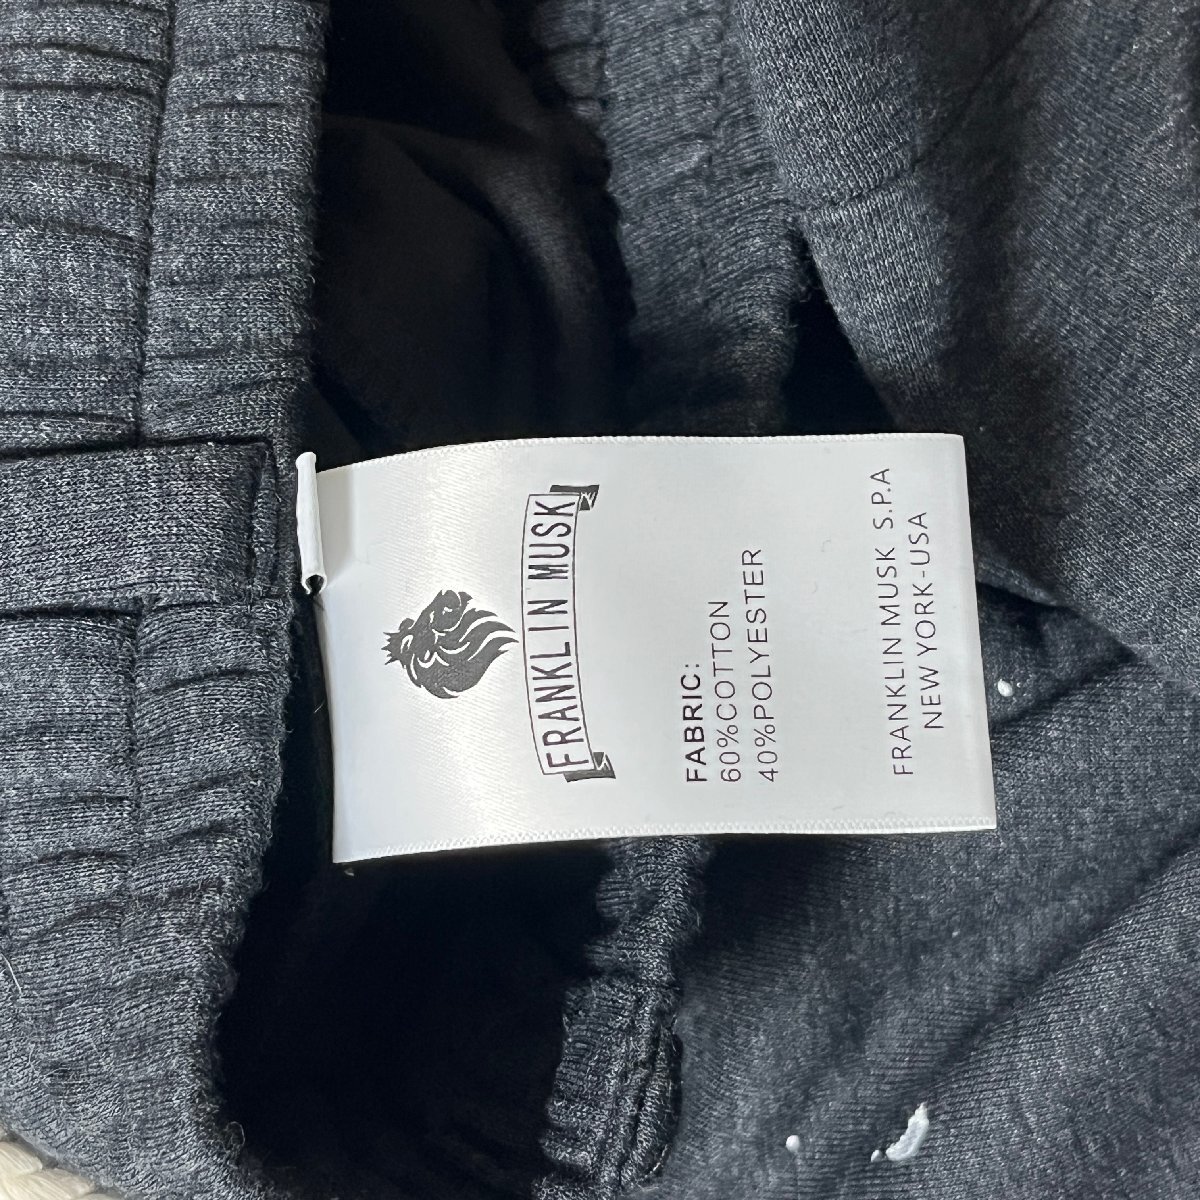 FRANKLIN MUSK
FABRIC:
60%COTTON
40%POLYESTER
FRANKLIN MUSK S.P.A
NEW YORK-USA